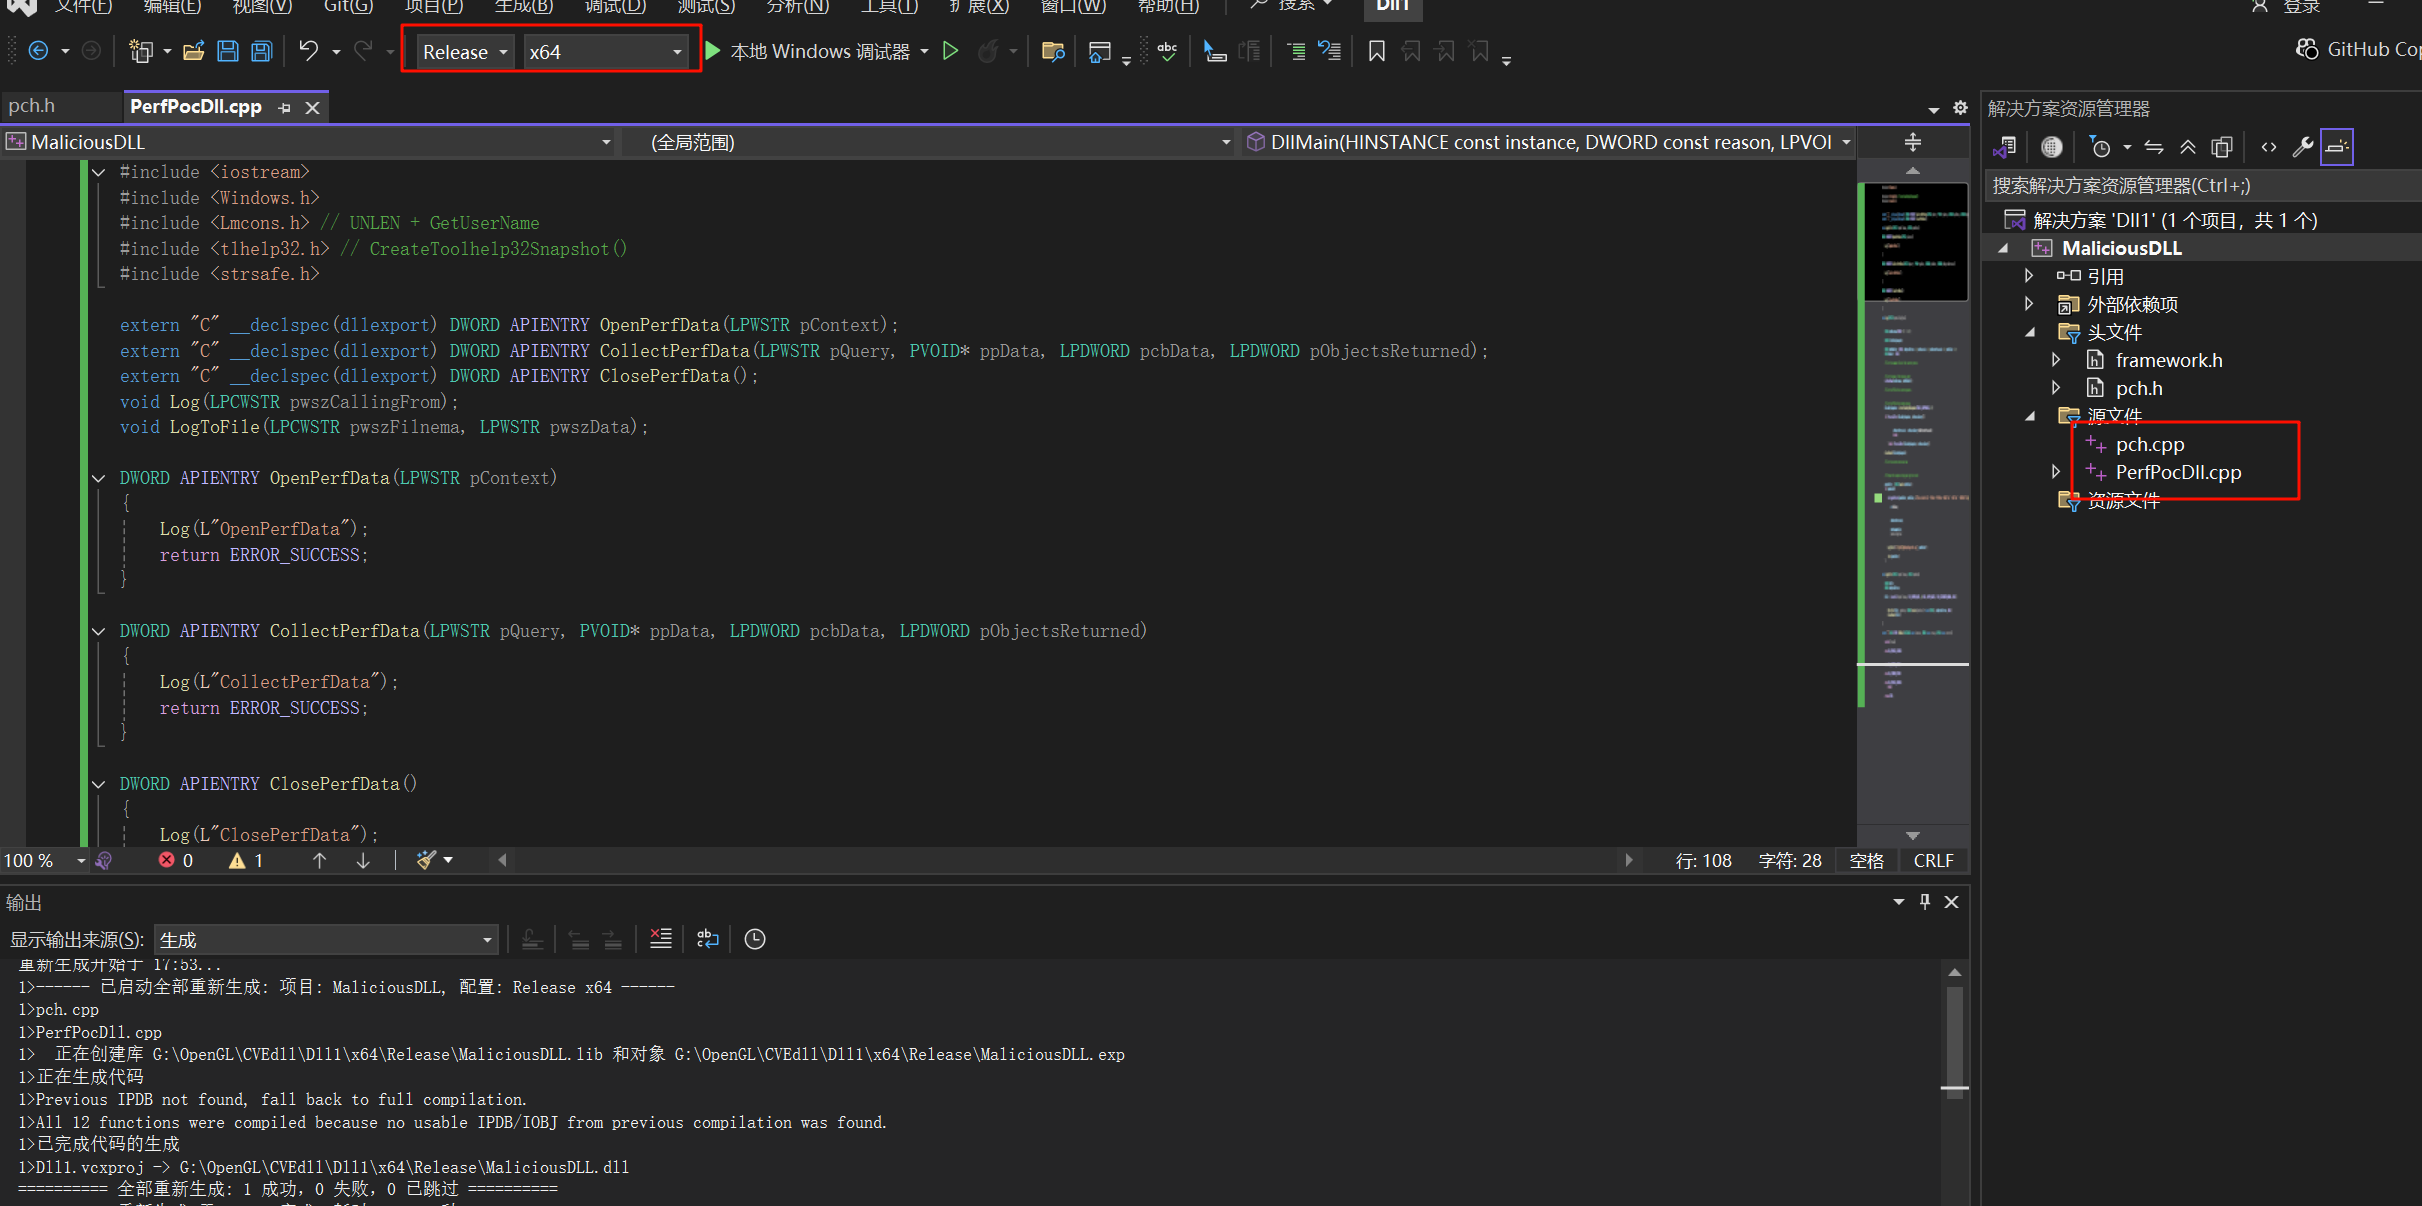 文件(F) 编辑(E) 视图(V) Git(G) 项目(P) 生成(B) 调试(D) 测试(S) 分析(N) 工具(T) 扩展(X) 窗口(W) 帮助(H) 搜索 Dll1 登录
Release x64 本地 Windows 调试器 GitHub Cop
pch.h PerfPocDll.cpp
MaliciousDLL (全局范围) DllMain(HINSTANCE const instance, DWORD const reason, LPVOI
#include <iostream>
#include <Windows.h>
#include <Lmcons.h> // UNLEN + GetUserName
#include <tlhelp32.h> // CreateToolhelp32Snapshot()
#include <strsafe.h>
extern "C" __declspec(dllexport) DWORD APIENTRY OpenPerfData(LPWSTR pContext);
extern "C" __declspec(dllexport) DWORD APIENTRY CollectPerfData(LPWSTR pQuery, PVOID* ppData, LPDWORD pcbData, LPDWORD pObjectsReturned);
extern "C" __declspec(dllexport) DWORD APIENTRY ClosePerfData();
void Log(LPCWSTR pwszCallingFrom);
void LogToFile(LPCWSTR pwszFilnema, LPWSTR pwszData);
DWORD APIENTRY OpenPerfData(LPWSTR pContext)
{
Log(L"OpenPerfData");
return ERROR_SUCCESS;
}
DWORD APIENTRY CollectPerfData(LPWSTR pQuery, PVOID* ppData, LPDWORD pcbData, LPDWORD pObjectsReturned)
{
Log(L"CollectPerfData");
return ERROR_SUCCESS;
}
DWORD APIENTRY ClosePerfData()
{
Log(L"ClosePerfData");
100 % 0 1 行: 108 字符: 28 空格 CRLF
输出
显示输出来源(S): 生成
重新生成开始于 17:53...
1>------ 已启动全部重新生成: 项目: MaliciousDLL, 配置: Release x64 ------
1>pch.cpp
1>PerfPocDll.cpp
1>  正在创建库 G:\OpenGL\CVEdll\Dll1\x64\Release\MaliciousDLL.lib 和对象 G:\OpenGL\CVEdll\Dll1\x64\Release\MaliciousDLL.exp
1>正在生成代码
1>Previous IPDB not found, fall back to full compilation.
1>All 12 functions were compiled because no usable IPDB/IOBJ from previous compilation was found.
1>已完成代码的生成
1>Dll1.vcxproj -> G:\OpenGL\CVEdll\Dll1\x64\Release\MaliciousDLL.dll
========== 全部重新生成: 1 成功，0 失败，0 已跳过 ==========
解决方案资源管理器
搜索解决方案资源管理器(Ctrl+;)
解决方案 'Dll1' (1 个项目，共 1 个)
MaliciousDLL
引用
外部依赖项
头文件
framework.h
pch.h
源文件
pch.cpp
PerfPocDll.cpp
资源文件